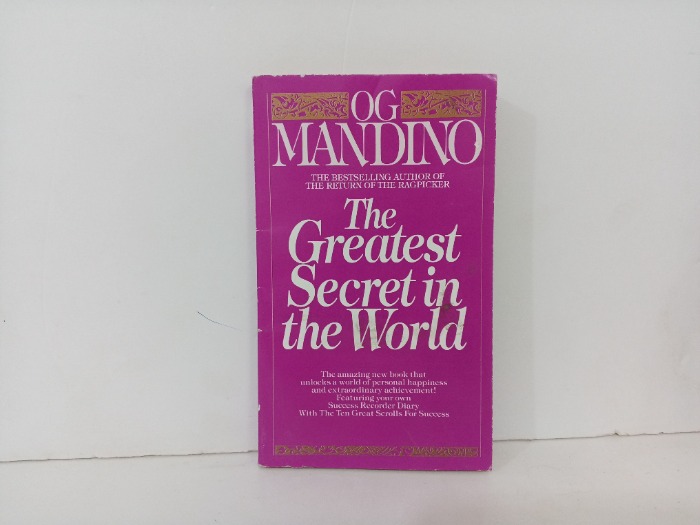 OG
MANDINO
THE BESTSELLING AUTHOR OF
THE RETURN OF THE RAGPICKER
The
Greatest
Secret in
the World
The amazing new book that
unlocks a world of personal happiness
and extraordinary achievement!
Featuring your own
Success Recorder Diary
With The Ten Great Scrolls For Success